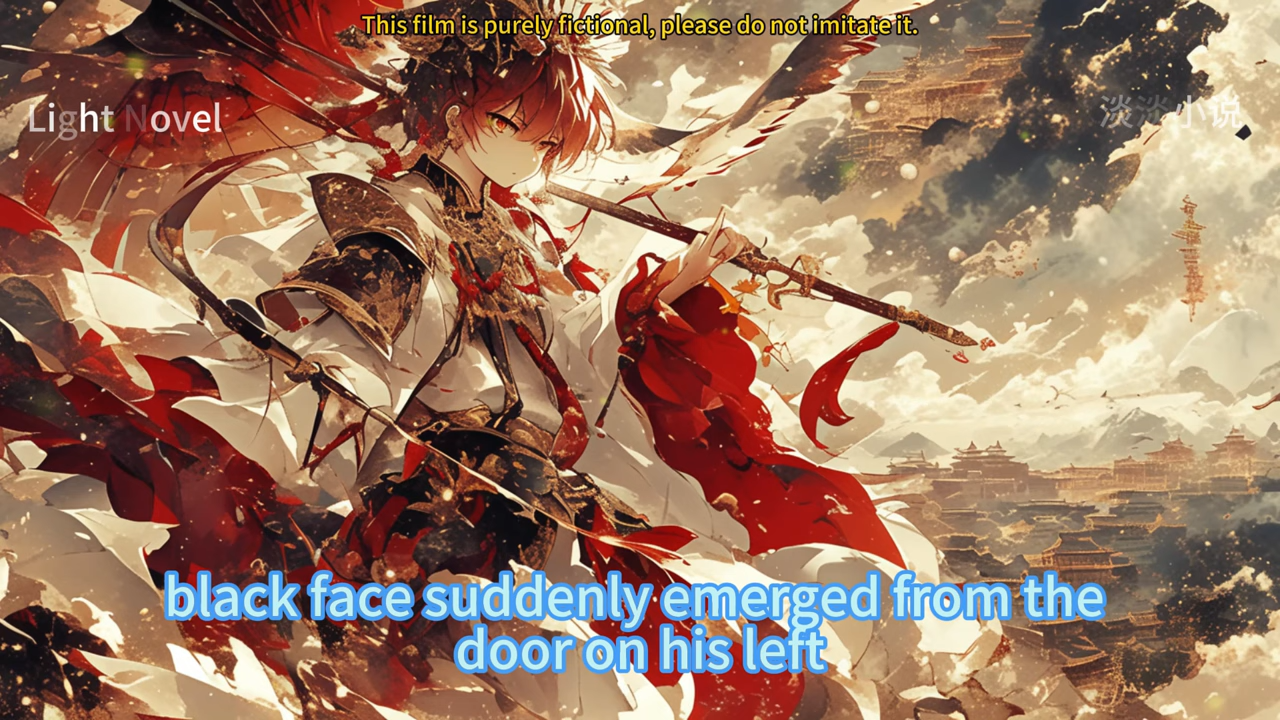 This film is purely fictional, please do not imitate it.
Light Novel
淡淡小说
black face suddenly emerged from the
door on his left